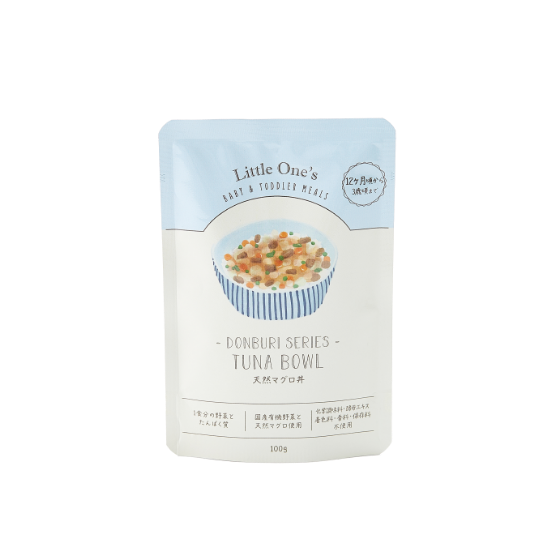 Little One's
BABY & TODDLER MEALS
12ヶ月頃から
3歳頃まで
- DONBURI SERIES -
TUNA BOWL
天然マグロ丼
1食分の野菜と
たんぱく質
国産有機野菜と
天然マグロ使用
化学調味料・酵母エキス
着色料・香料・保存料
不使用
100g